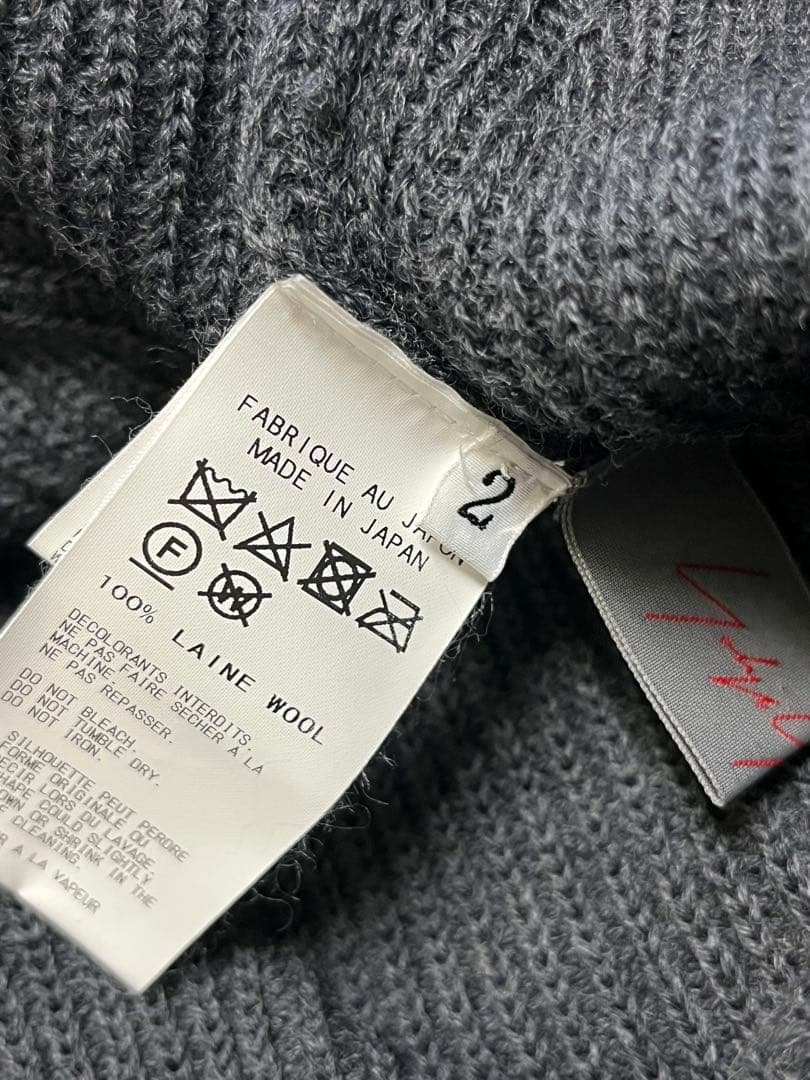 FABRIQUE AU JAPON
MADE IN JAPAN
2
F
100% LAINE WOOL
DECOLORANTS INTERDITS.
NE PAS FAIRE SECHER A LA
MACHINE.
NE PAS REPASSER.
DO NOT BLEACH.
DO NOT TUMBLE DRY.
DO NOT IRON.
SILHOUETTE PEUT PERDRE
FORME ORIGINALE OU
LORS DU LAVAGE.
SHAPE COULD SLIGHTLY
OR SHRINK IN THE
CLEANING.
A LA VAPEUR